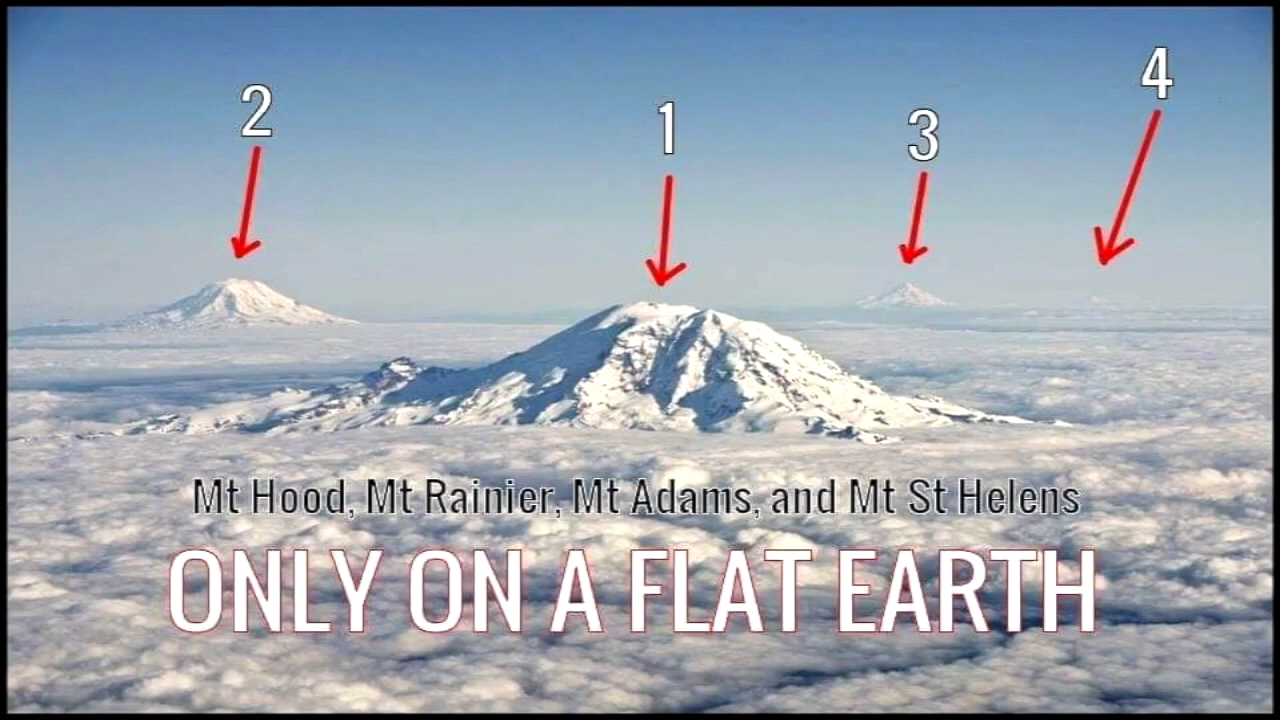 4
2
1
3
Mt Hood, Mt Rainier, Mt Adams, and Mt St Helens
ONLY ON A FLAT EARTH